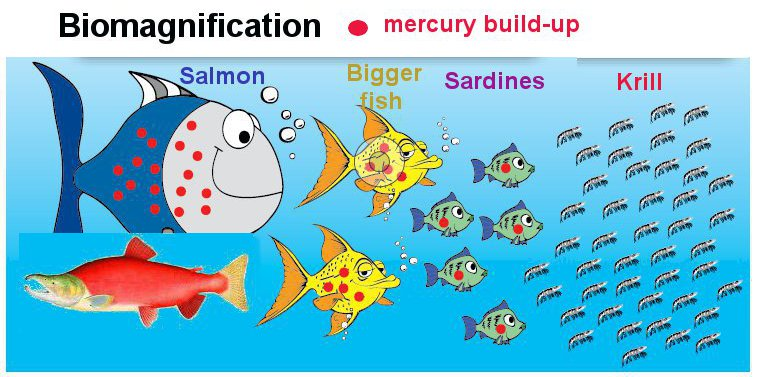 Biomagnification mercury build-up
Salmon
Bigger
fish
Sardines
Krill